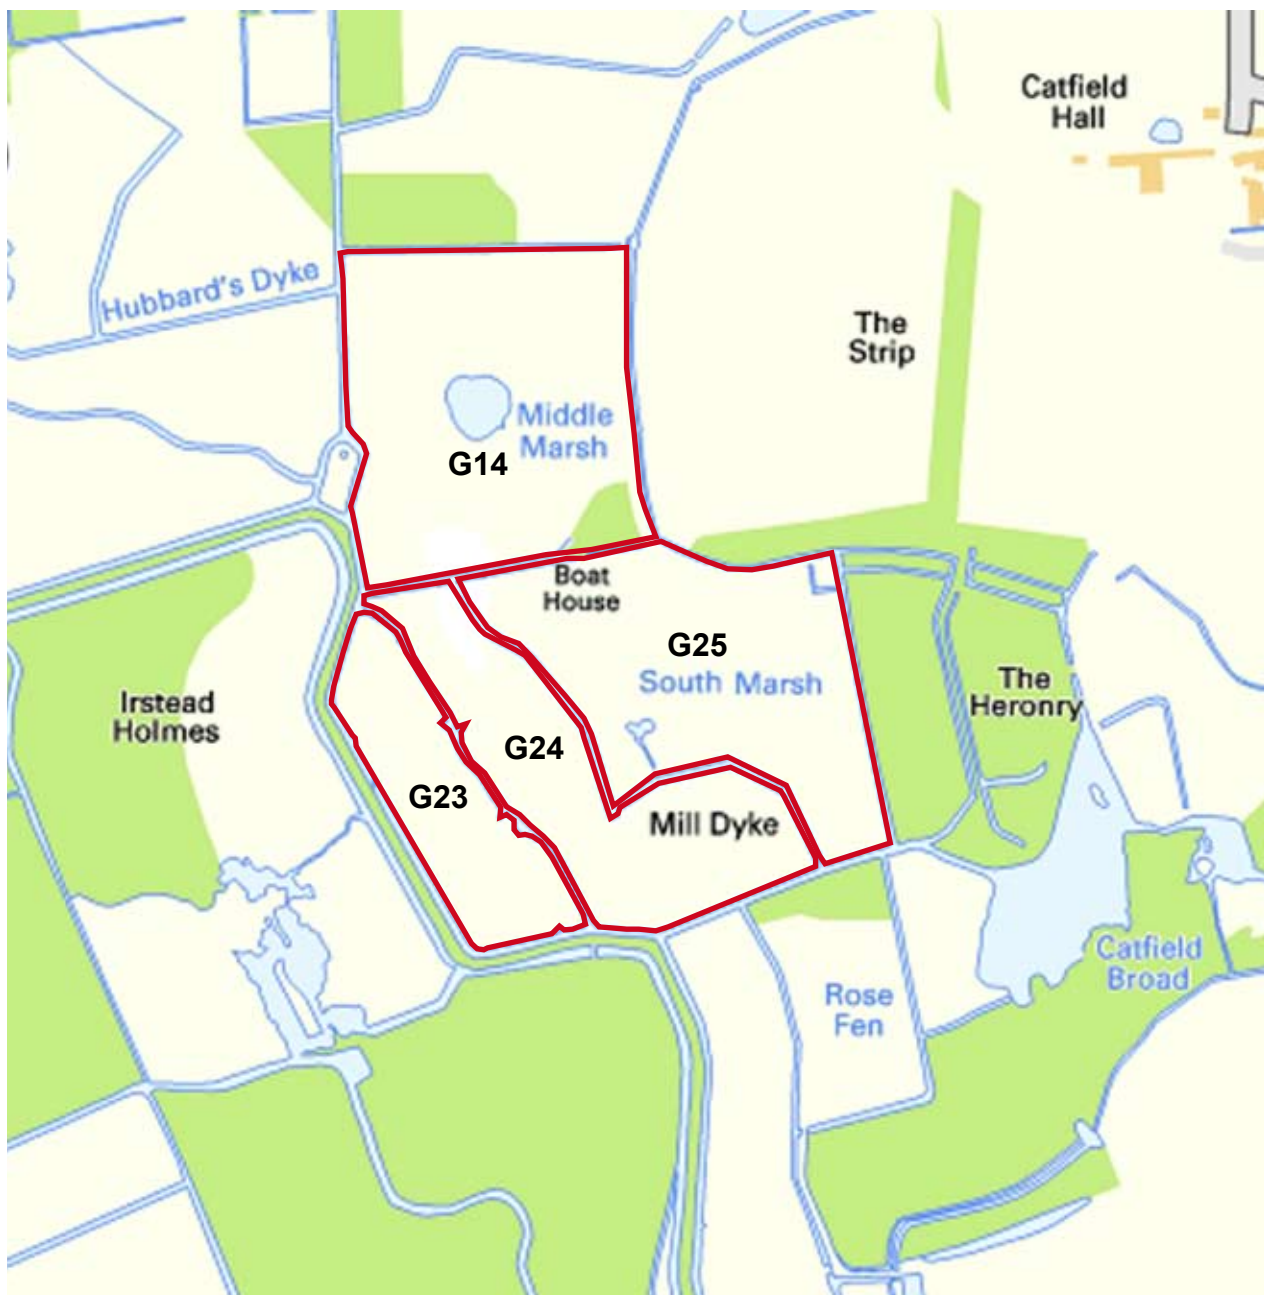 Catfield
Hall
Hubbard's Dyke
The
Strip
Middle
Marsh
G14
Boat
House
G25
South Marsh
Irstead
Holmes
The
Heronry
G24
G23
Mill Dyke
Catfield
Broad
Rose
Fen